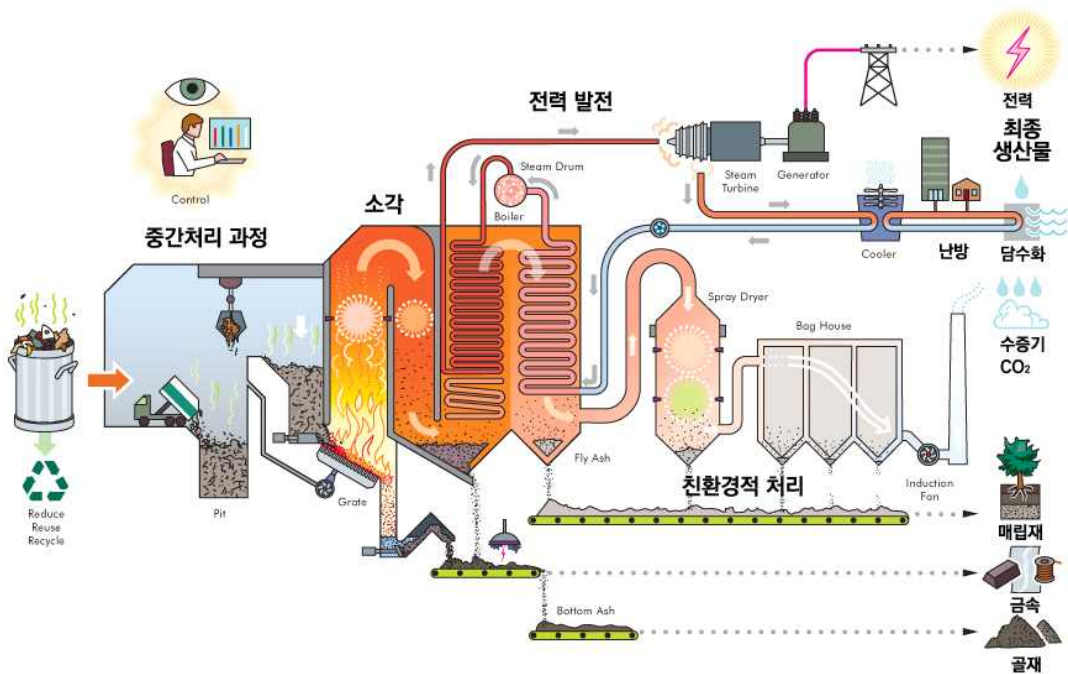 전력 발전
전력
최종
생산물
Steam Drum
Steam
Turbine
Generator
Control
소각
Boiler
중간처리 과정
Cooler
난방
담수화
Spray Dryer
Bag House
수증기
CO₂
Fly Ash
친환경적 처리
Induction
Fan
Grate
Pit
Reduce
Reuse
Recycle
매립재
Bottom Ash
금속
골재